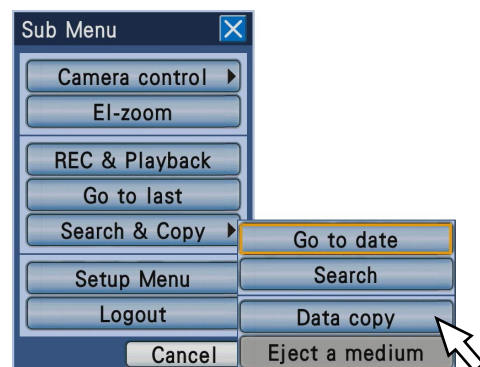 Sub Menu
Camera control
El-zoom
REC & Playback
Go to last
Search & Copy
Setup Menu
Logout
Cancel
Go to date
Search
Data copy
Eject a medium